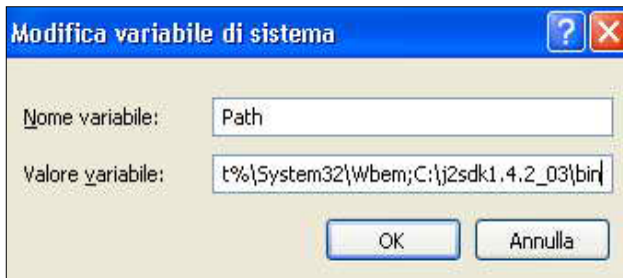 Modifica variabile di sistema
Nome variabile: Path
Valore variabile: t%\System32\Wbem;C:\j2sdk1.4.2_03\bin
OK Annulla